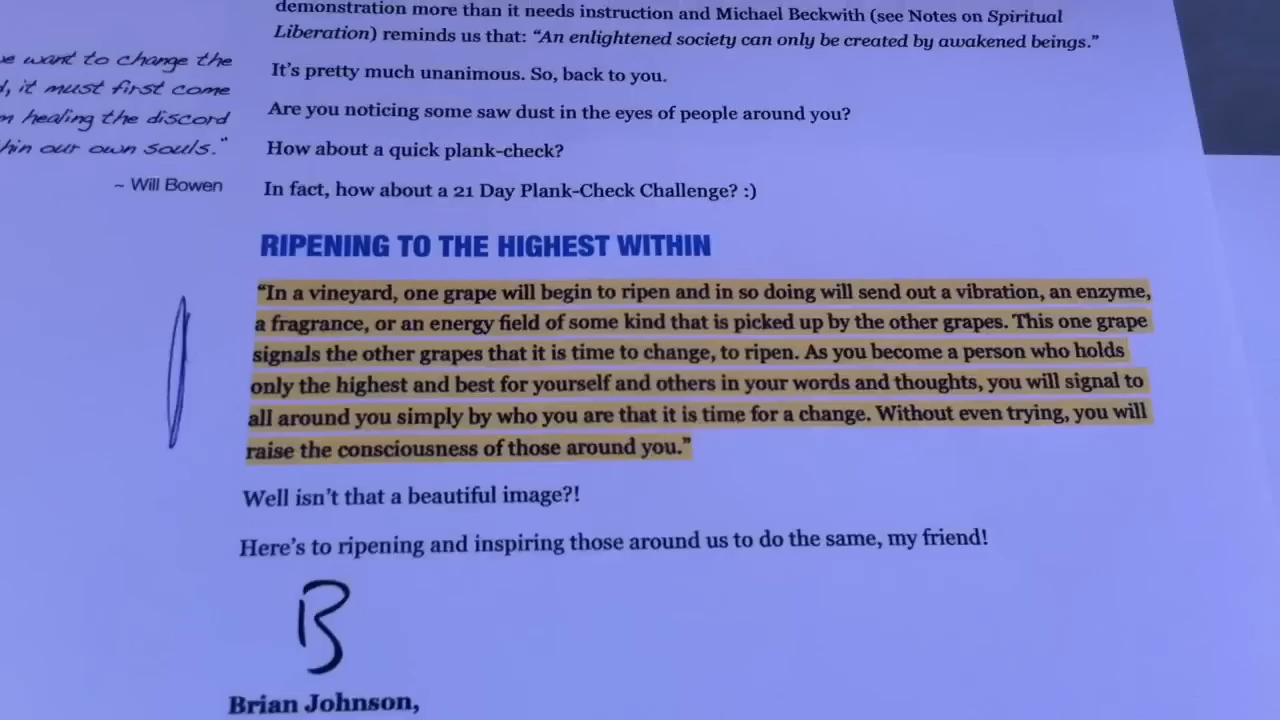 demonstration more than it needs instruction and Michael Beckwith (see Notes on Spiritual
Liberation) reminds us that: “An enlightened society can only be created by awakened beings.”
It’s pretty much unanimous. So, back to you.
Are you noticing some saw dust in the eyes of people around you?
How about a quick plank-check?
In fact, how about a 21 Day Plank-Check Challenge? :)
want to change the
it must first come
healing the discord
our own souls.”
~ Will Bowen
RIPENING TO THE HIGHEST WITHIN
“In a vineyard, one grape will begin to ripen and in so doing will send out a vibration, an enzyme,
a fragrance, or an energy field of some kind that is picked up by the other grapes. This one grape
signals the other grapes that it is time to change, to ripen. As you become a person who holds
only the highest and best for yourself and others in your words and thoughts, you will signal to
all around you simply by who you are that it is time for a change. Without even trying, you will
raise the consciousness of those around you.”
Well isn’t that a beautiful image?!
Here’s to ripening and inspiring those around us to do the same, my friend!
B
Brian Johnson,